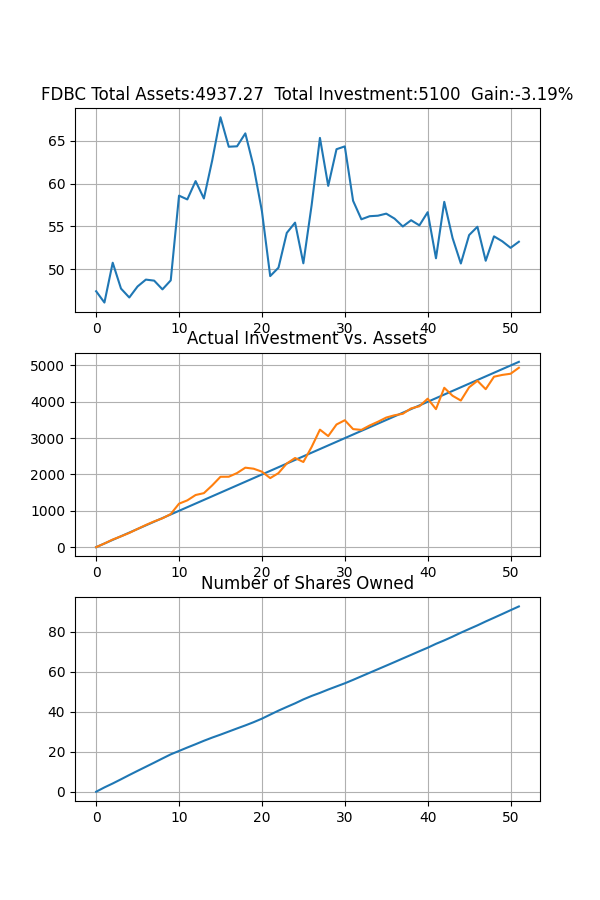 FDBC Total Assets:4937.27  Total Investment:5100  Gain:-3.19%
65
60
55
50
0 10 20 30 40 50
Actual Investment vs. Assets
5000
4000
3000
2000
1000
0
0 10 20 30 40 50
Number of Shares Owned
80
60
40
20
0
0 10 20 30 40 50